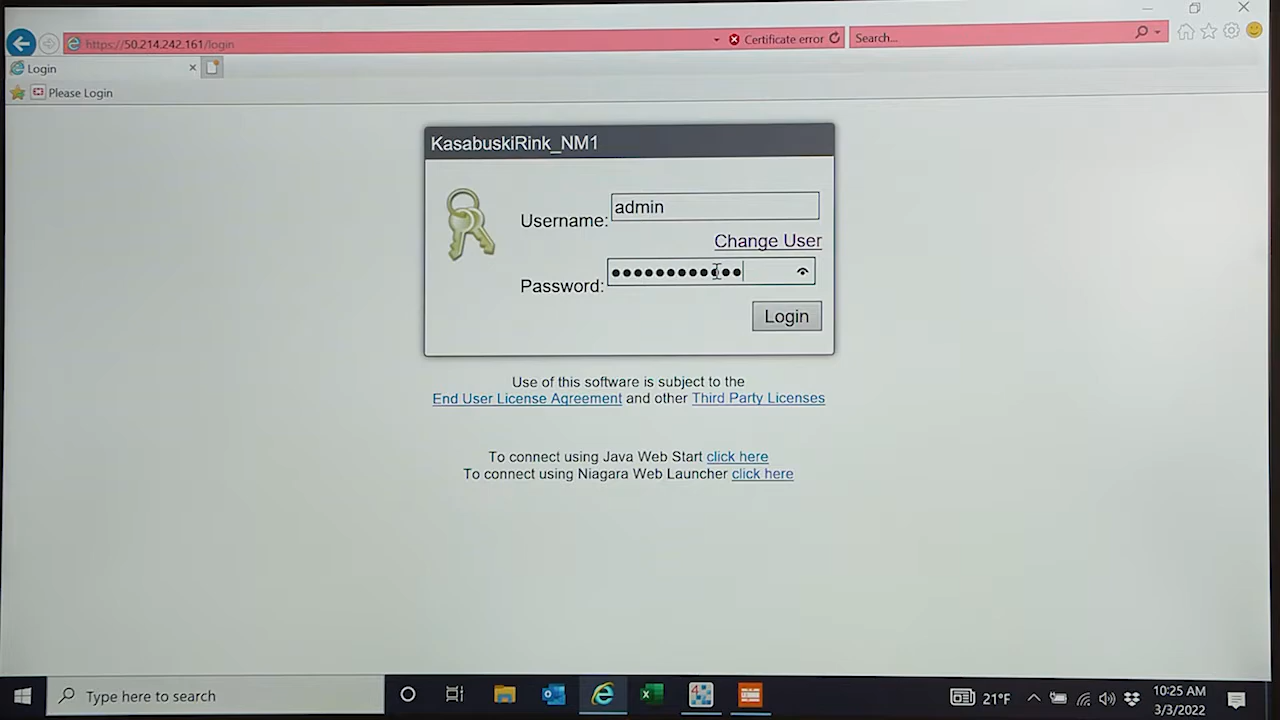 https://50.214.242.161/login
Certificate error
Search...
Login
Please Login
KasabuskiRink_NM1
Username: admin
Change User
Password: ●●●●●●●●●●●●
Login
Use of this software is subject to the
End User License Agreement and other Third Party Licenses
To connect using Java Web Start click here
To connect using Niagara Web Launcher click here
Type here to search
4
21°F
10:25 AM
3/3/2022